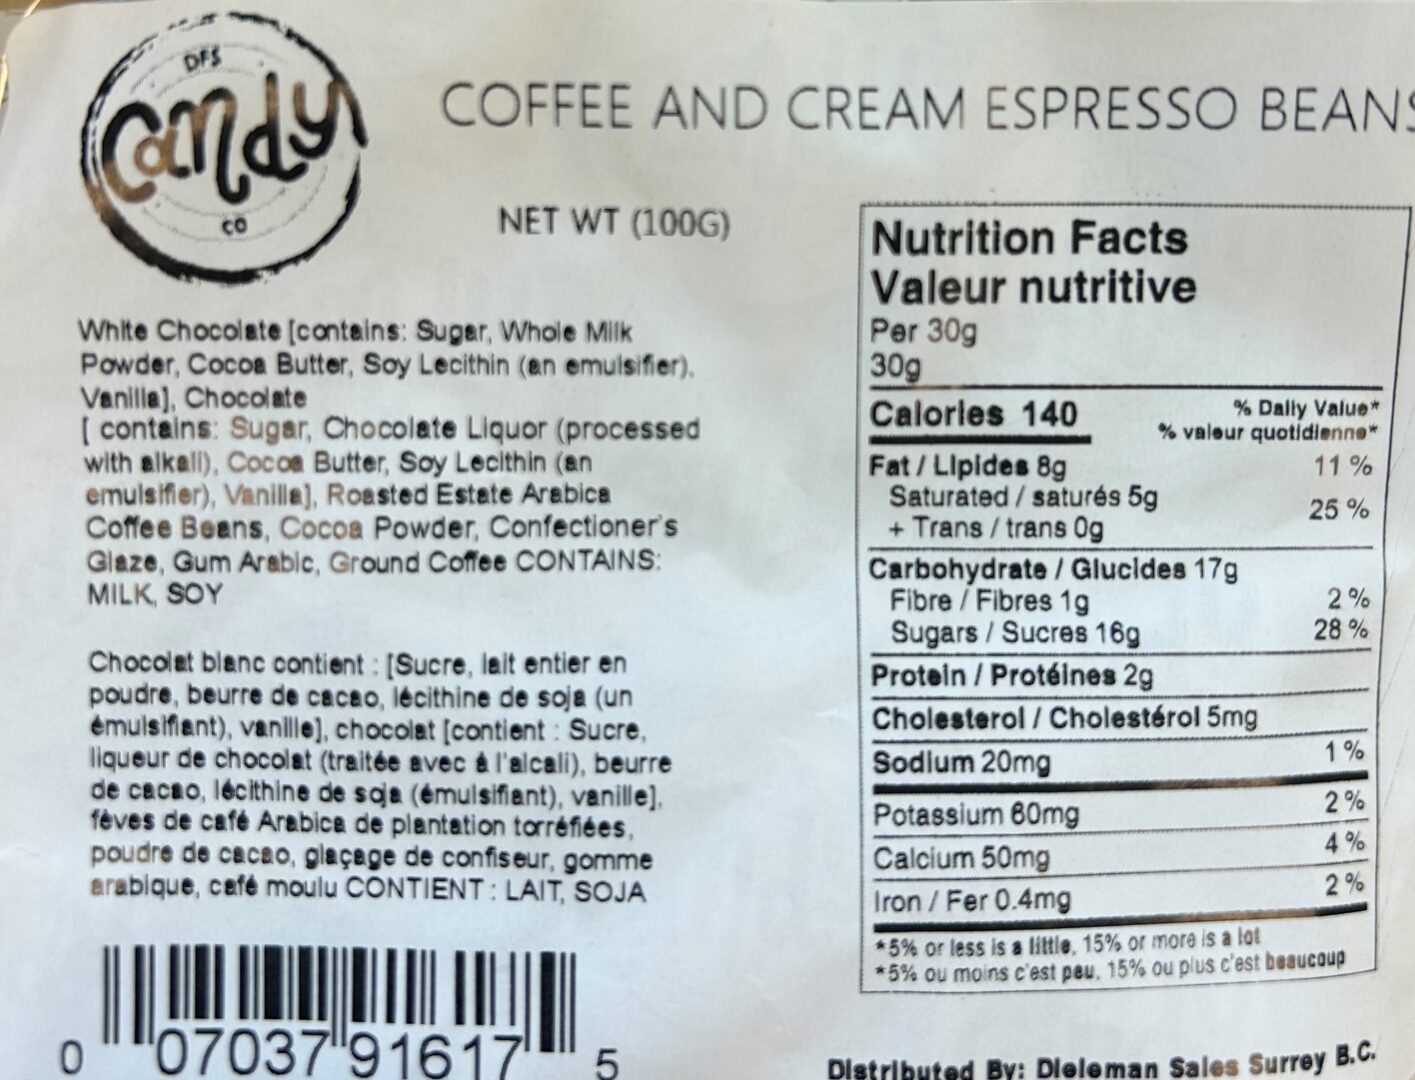 DFS
Candy
CO
COFFEE AND CREAM ESPRESSO BEANS
NET WT (100G)
White Chocolate [contains: Sugar, Whole Milk
Powder, Cocoa Butter, Soy Lecithin (an emulsifier),
Vanilla], Chocolate
[ contains: Sugar, Chocolate Liquor (processed
with alkali), Cocoa Butter, Soy Lecithin (an
emulsifier), Vanilla], Roasted Estate Arabica
Coffee Beans, Cocoa Powder, Confectioner's
Glaze, Gum Arabic, Ground Coffee CONTAINS:
MILK, SOY
Chocolat blanc contient : [Sucre, lait entier en
poudre, beurre de cacao, lécithine de soja (un
émulsifiant), vanille], chocolat [contient : Sucre,
liqueur de chocolat (traitée avec à l'alcali), beurre
de cacao, lécithine de soja (émulsifiant), vanille],
fèves de café Arabica de plantation torréfiées,
poudre de cacao, glaçage de confiseur, gomme
arabique, café moulu CONTIENT : LAIT, SOJA
0 07037 91617 5
Nutrition Facts
Valeur nutritive
Per 30g
30g
Calories 140
% Daily Value*
% valeur quotidienne*
Fat / Lipides 8g 11 %
Saturated / saturés 5g
+ Trans / trans 0g 25 %
Carbohydrate / Glucides 17g
Fibre / Fibres 1g 2 %
Sugars / Sucres 16g 28 %
Protein / Protéines 2g
Cholesterol / Cholestérol 5mg
Sodium 20mg 1 %
Potassium 60mg 2 %
Calcium 50mg 4 %
Iron / Fer 0.4mg 2 %
*5% or less is a little, 15% or more is a lot
*5% ou moins c'est peu, 15% ou plus c'est beaucoup
Distributed By: Dieleman Sales Surrey B.C.